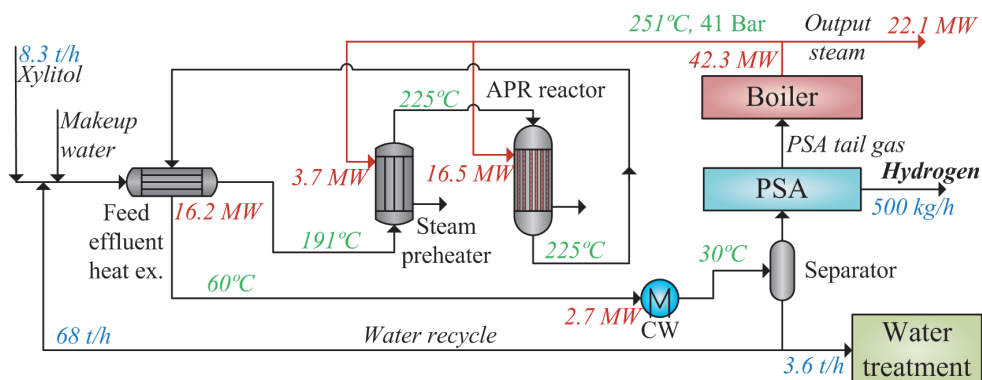 251ºC, 41 Bar
Output
steam
22.1 MW
8.3 t/h
Xylitol
42.3 MW
APR reactor
225ºC
Boiler
Makeup
water
PSA tail gas
3.7 MW
16.5 MW
Hydrogen
PSA
500 kg/h
16.2 MW
Feed
effluent
heat ex.
Steam
preheater
191ºC
225ºC
30ºC
Separator
60ºC
M
2.7 MW
CW
68 t/h
Water recycle
3.6 t/h
Water
treatment